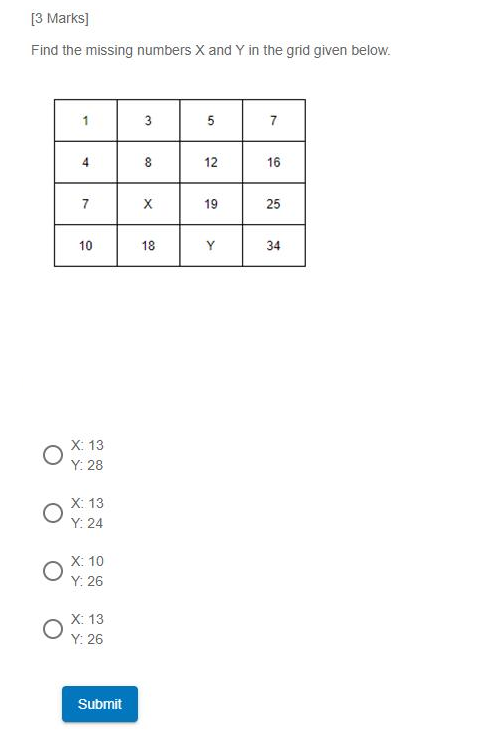 [3 Marks]
Find the missing numbers X and Y in the grid given below.
1 3 5 7
4 8 12 16
7 X 19 25
10 18 Y 34
X: 13
Y: 28
X: 13
Y: 24
X: 10
Y: 26
X: 13
Y: 26
Submit